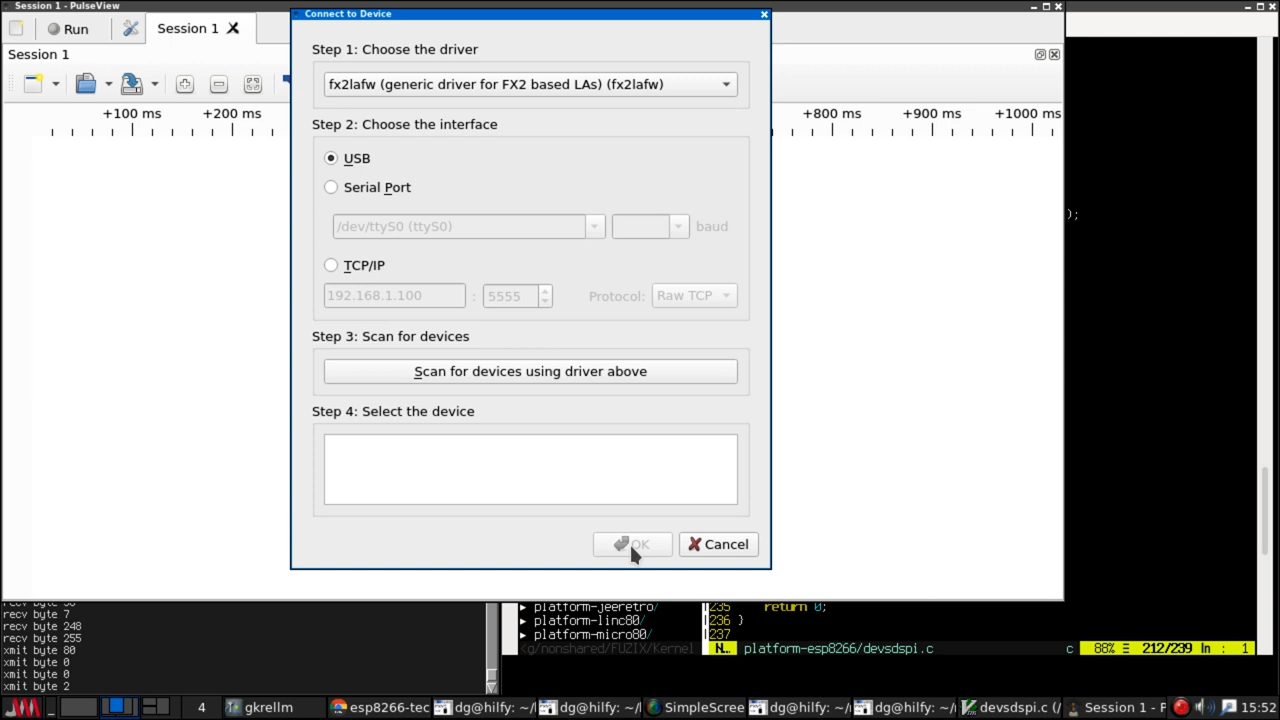 Session 1 - PulseView
Connect to Device
Run
Session 1
Session 1
+100 ms
+200 ms
+800 ms
+900 ms
+1000 ms
Step 1: Choose the driver
fx2lafw (generic driver for FX2 based LAs) (fx2lafw)
Step 2: Choose the interface
USB
Serial Port
/dev/ttyS0 (ttyS0)
baud
TCP/IP
192.168.1.100 : 5555 Protocol: Raw TCP
Step 3: Scan for devices
Scan for devices using driver above
Step 4: Select the device
OK
Cancel
);
recv byte 7
recv byte 248
recv byte 255
xmit byte 80
xmit byte 0
xmit byte 0
xmit byte 2
▶ platform-jeeretro/
▶ platform-linc80/
▶ platform-micro80/
<g/nonshared/FUZIX/Kernel
235 return 0;
236 }
237
N… platform-esp8266/devsdspi.c c 88% ☰ 212/239 ln : 1
4 gkrellm esp8266-tec dg@hilfy: ~/ dg@hilfy: ~/ SimpleScree dg@hilfy: ~/ dg@hilfy: ~/ devsdspi.c (/ Session 1 - P 15:52